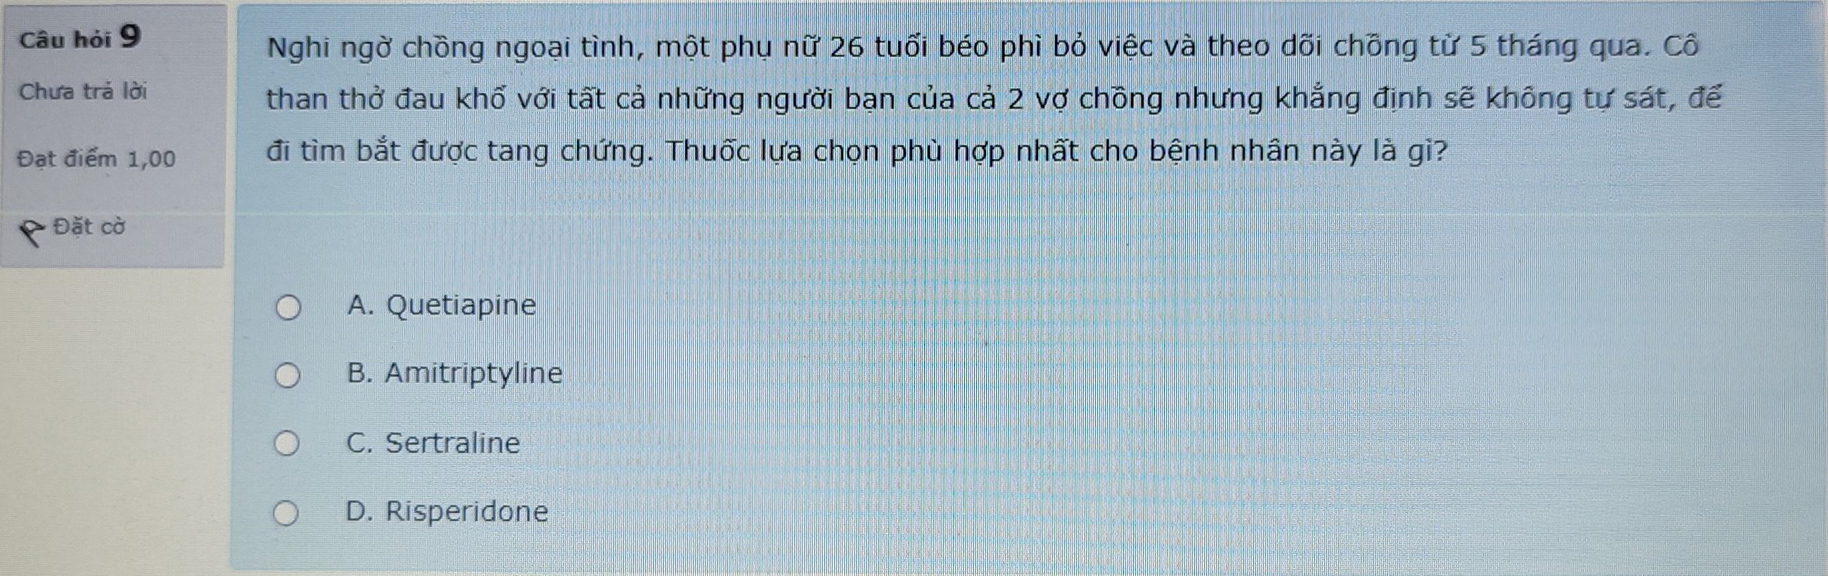 Câu hỏi 9
Chưa trả lời
Đạt điểm 1,00
Đặt cờ
Nghi ngờ chồng ngoại tình, một phụ nữ 26 tuổi béo phì bỏ việc và theo dõi chồng từ 5 tháng qua. Cô
than thở đau khổ với tất cả những người bạn của cả 2 vợ chồng nhưng khẳng định sẽ không tự sát, để
đi tìm bắt được tang chứng. Thuốc lựa chọn phù hợp nhất cho bệnh nhân này là gì?
A. Quetiapine
B. Amitriptyline
C. Sertraline
D. Risperidone